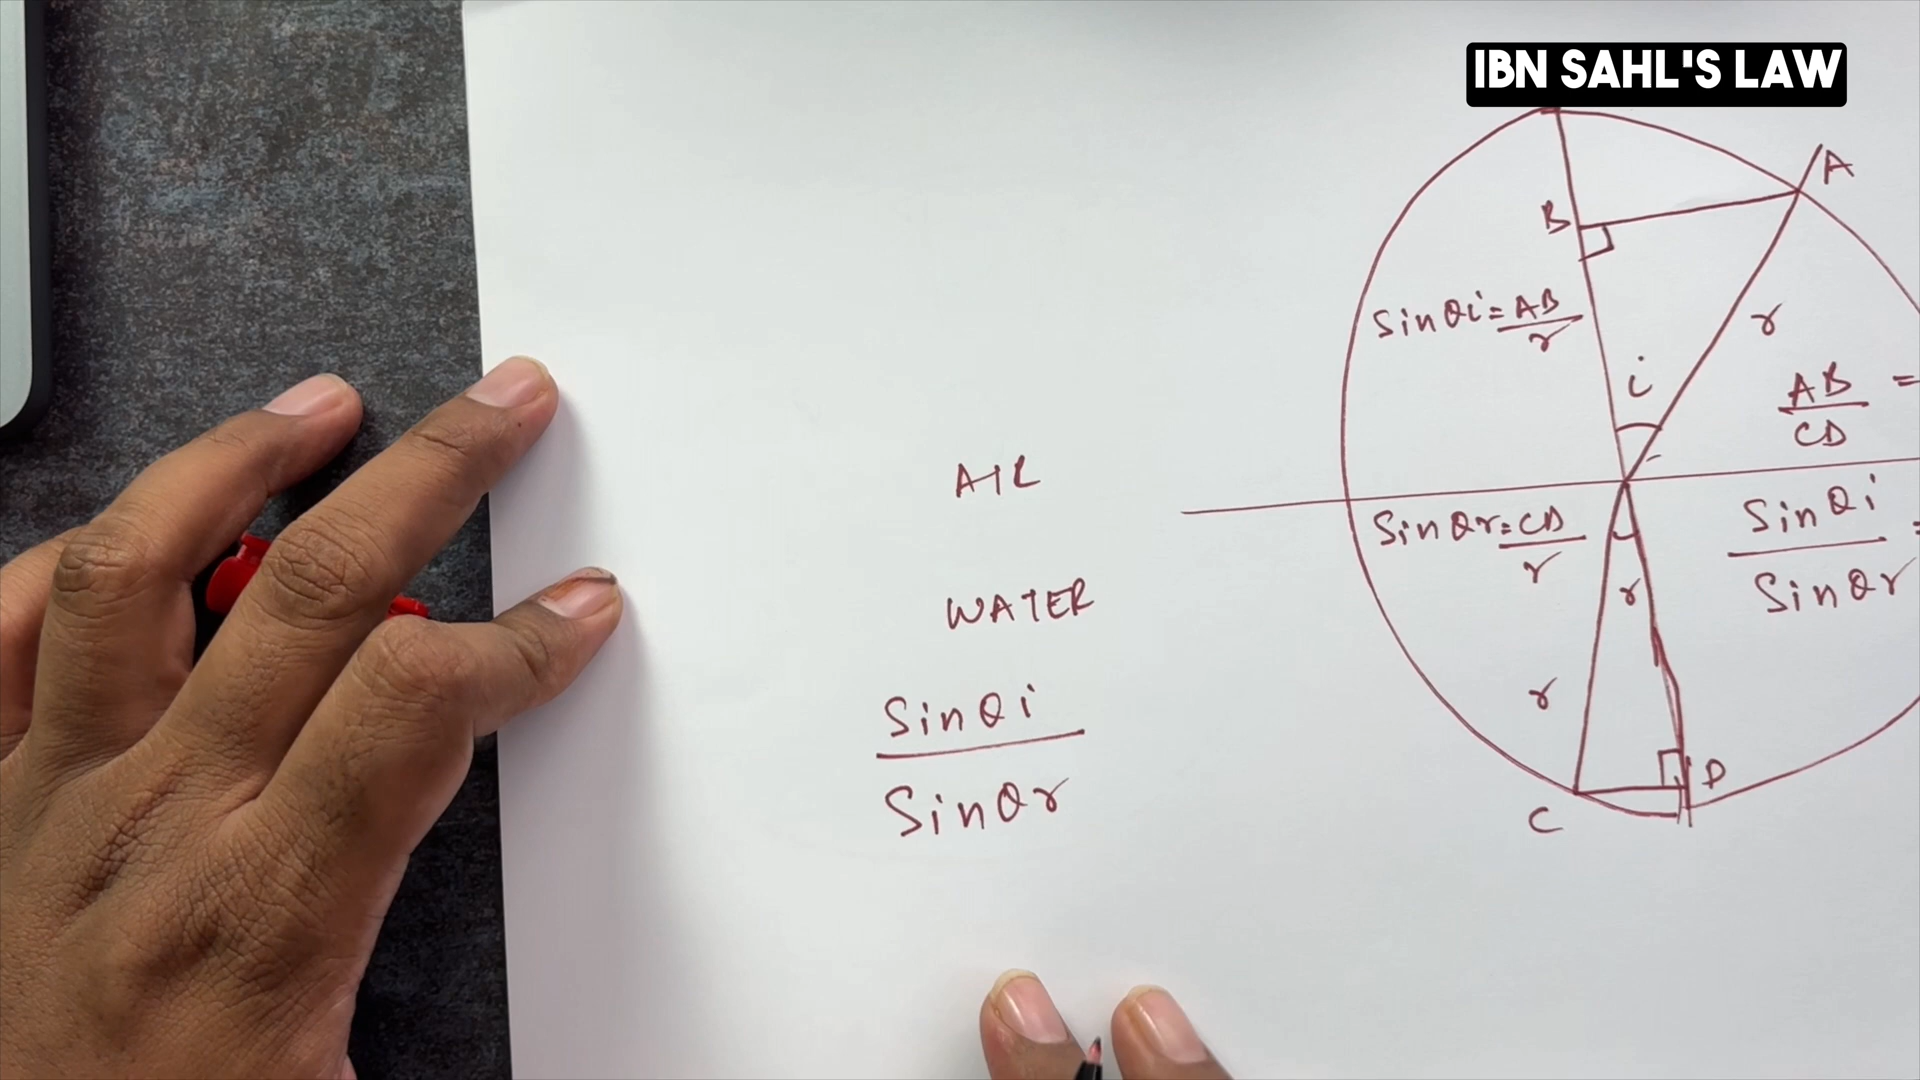 IBN SAHL'S LAW
A
B
Sinθi = AB/r
r
i
AB/CD =
AIR
Sinθr = CD/r
Sinθi/Sinθr =
WATER
r
r
Sinθi/Sinθr
D
C